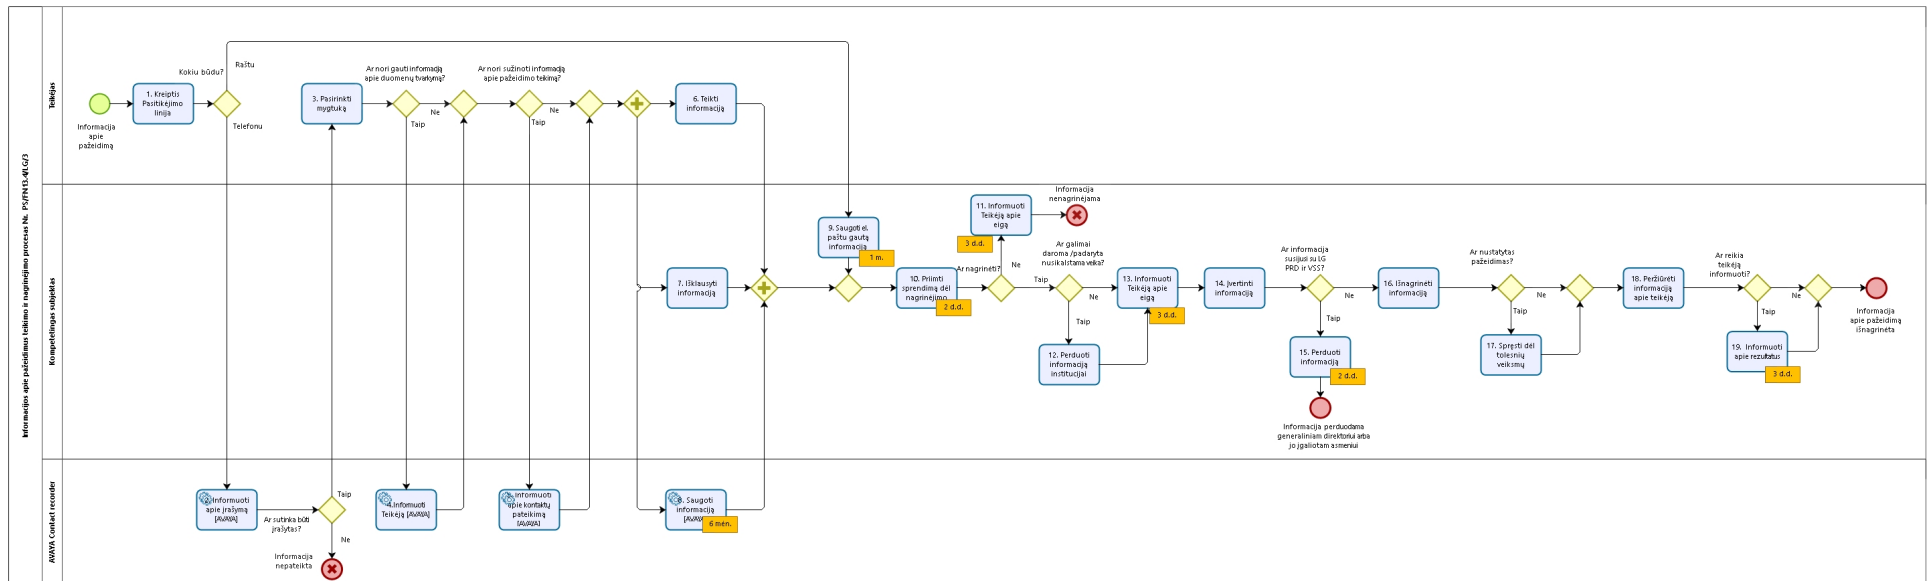 Informacijos apie pažeidimus teikimo ir nagrinėjimo procesas Nr. PS/FN13.4/LG/3
Teikėjas
Informacija
apie
pažeidimą
1. Kreiptis
Pasitikėjimo
linija
Kokiu būdu?
Raštu
Telefonu
3. Pasirinkti
mygtuką
Ar nori gauti informaciją
apie duomenų tvarkymą?
Ne
Taip
Ar nori sužinoti informaciją
apie pažeidimo teikimą?
Ne
Taip
6. Teikti
informaciją
Kompetetingas subjektas
7. Išklausyti
informaciją
9. Saugoti el.
paštu gautą
informaciją
1 m.
10. Priimti
sprendimą dėl
nagrinėjimo
2 d.d.
Ar nagrinėti?
Ne
Taip
11. Informuoti
Teikėją apie
eigą
3 d.d.
Informacija
nenagrinėjama
Ar galimai
daroma /padaryta
nusikalstama veika?
Ne
Taip
12. Perduoti
informaciją
institucijai
13. Informuoti
Teikėją apie
eigą
3 d.d.
14. Įvertinti
informaciją
Ar informacija
susijusi su LG
PRD ir VSS?
Ne
Taip
15. Perduoti
informaciją
2 d.d.
Informacija perduodama
generaliniam direktoriui arba
jo įgaliotam asmeniui
16. Išnagrinėti
informaciją
Ar nustatytas
pažeidimas?
Ne
Taip
17. Spręsti dėl
tolesnių
veiksmų
18. Peržiūrėti
informaciją
apie teikėją
Ar reikia
teikėją
informuoti?
Ne
Taip
19. Informuoti
apie rezultatus
3 d.d.
Informacija
apie pažeidimą
išnagrinėta
AVAYA Contact recorder
2. Informuoti
apie įrašymą
[AVAYA]
Ar sutinka būti
įrašytas?
Taip
Ne
Informacija
nepateikta
4.Informuoti
Teikėją [AVAYA]
5. Informuoti
apie kontaktų
pateikimą
[AVAYA]
8. Saugoti
informaciją
[AVAYA]
6 mėn.